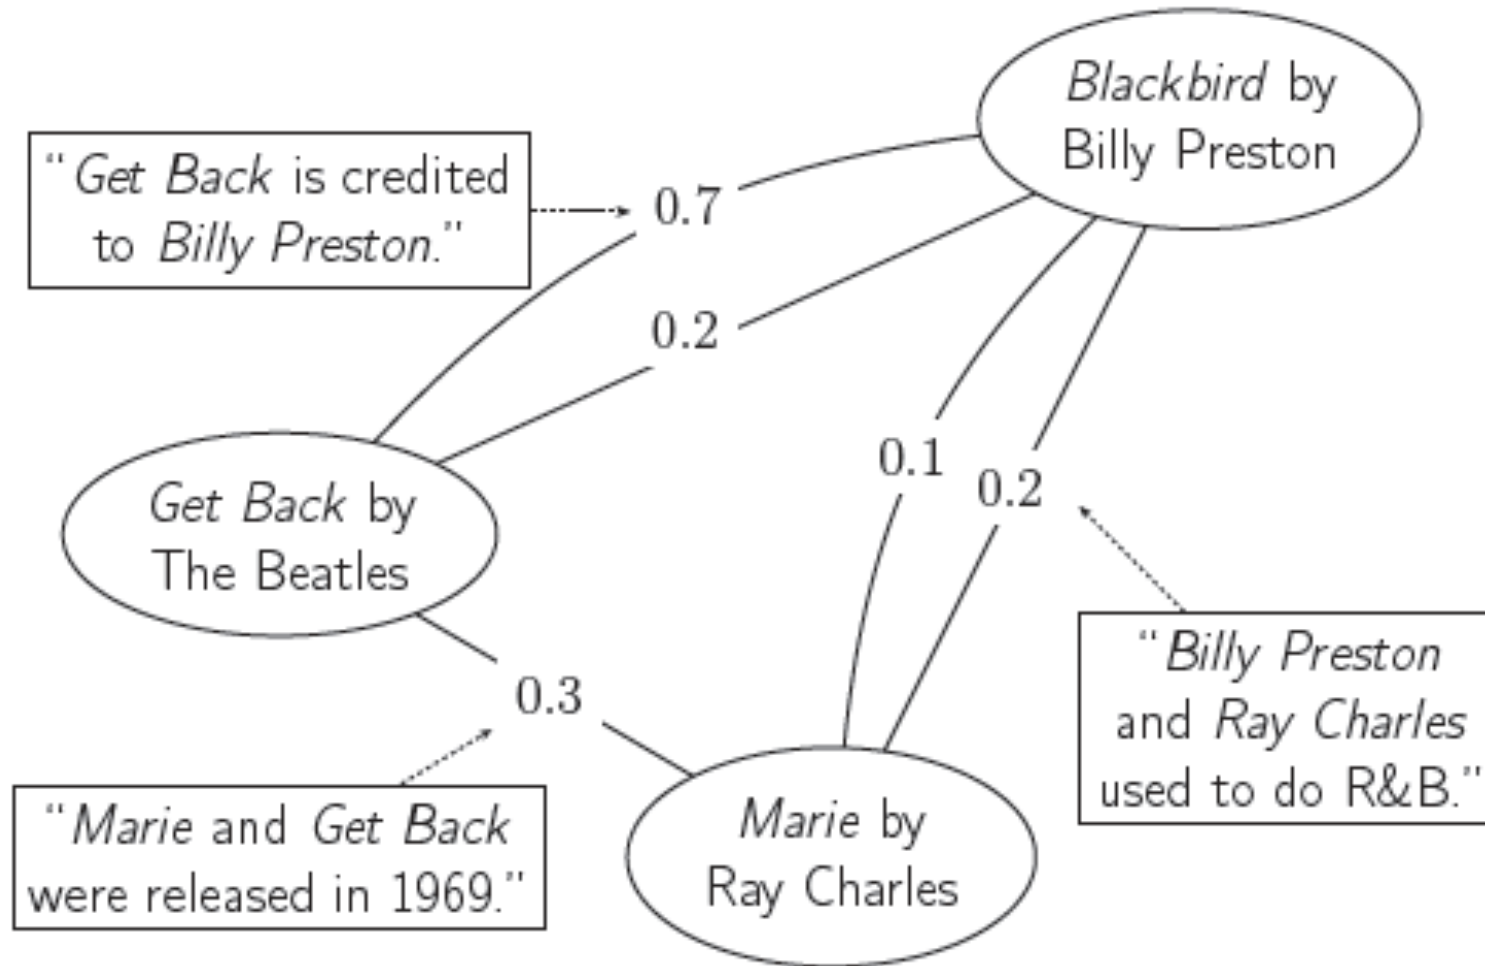 Blackbird by
Billy Preston
“Get Back is credited
to Billy Preston.”
0.7
0.2
0.1
0.2
Get Back by
The Beatles
“Billy Preston
and Ray Charles
used to do R&B.”
0.3
“Marie and Get Back
were released in 1969.”
Marie by
Ray Charles